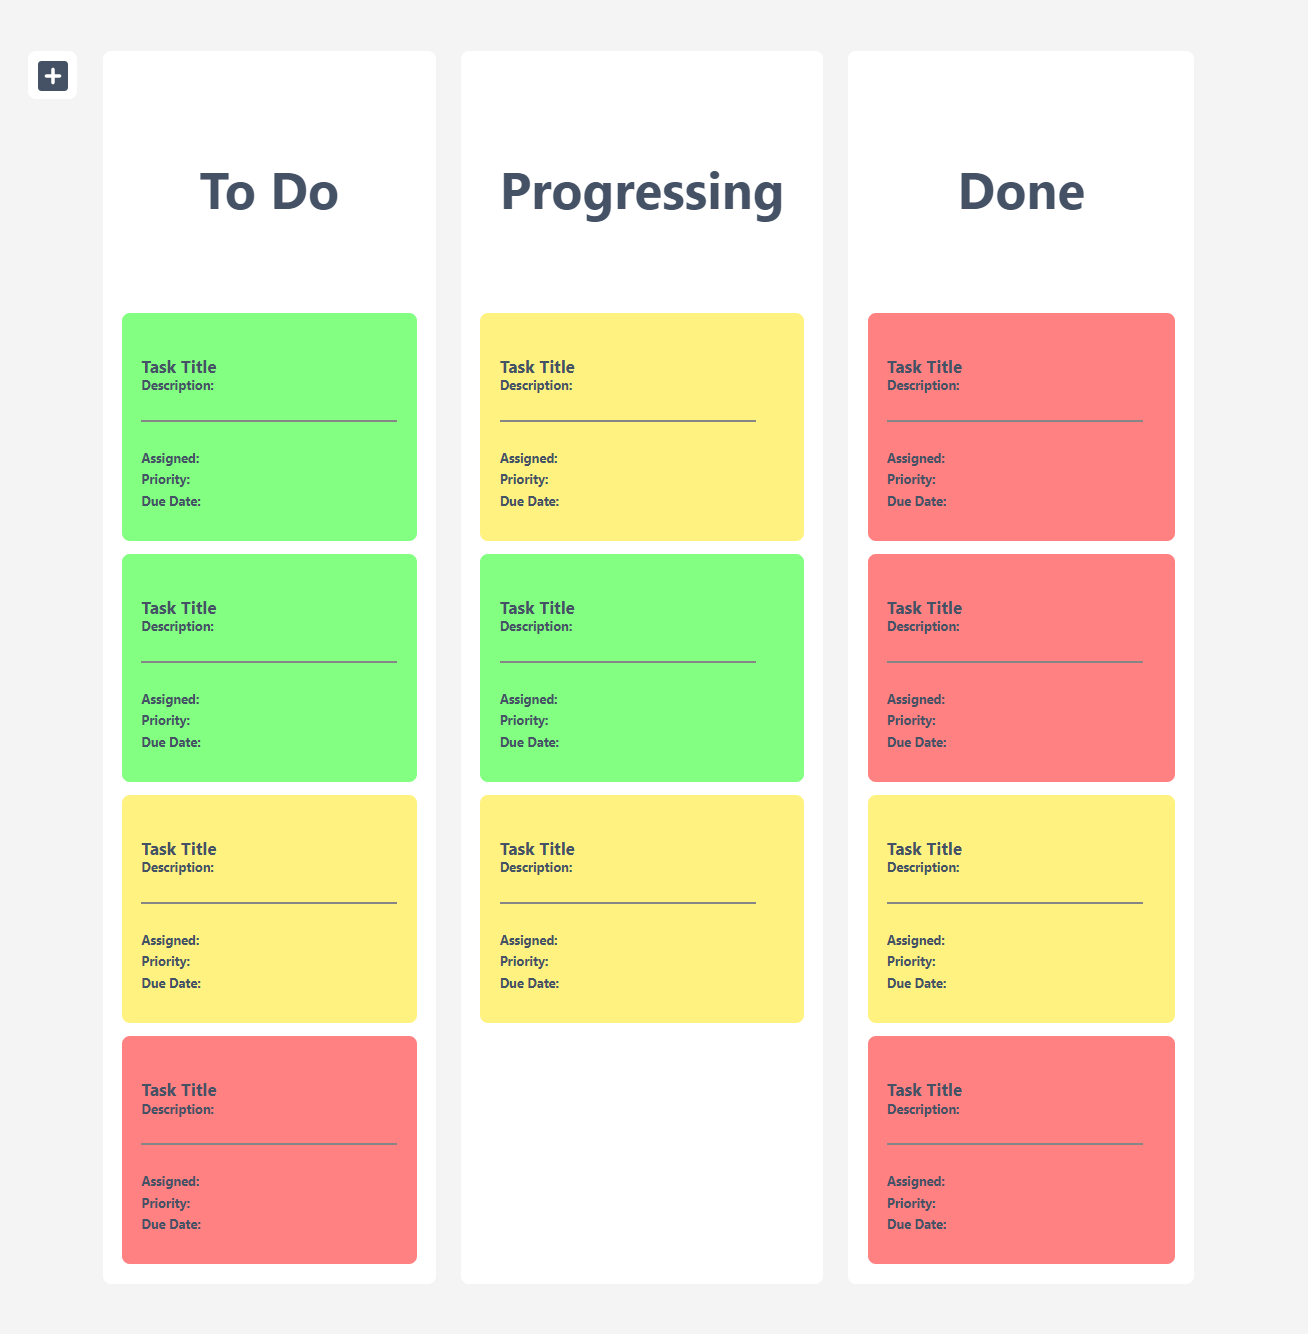 To Do
Task Title
Description:
Assigned:
Priority:
Due Date:
Task Title
Description:
Assigned:
Priority:
Due Date:
Task Title
Description:
Assigned:
Priority:
Due Date:
Task Title
Description:
Assigned:
Priority:
Due Date:
Progressing
Task Title
Description:
Assigned:
Priority:
Due Date:
Task Title
Description:
Assigned:
Priority:
Due Date:
Task Title
Description:
Assigned:
Priority:
Due Date:
Done
Task Title
Description:
Assigned:
Priority:
Due Date:
Task Title
Description:
Assigned:
Priority:
Due Date:
Task Title
Description:
Assigned:
Priority:
Due Date:
Task Title
Description:
Assigned:
Priority:
Due Date: